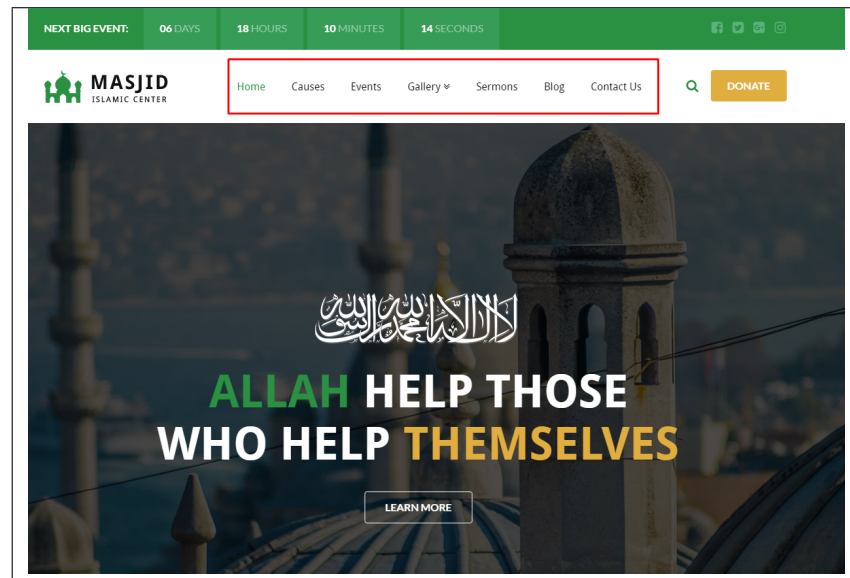 NEXT BIG EVENT: 06 DAYS 18 HOURS 10 MINUTES 14 SECONDS
MASJID
ISLAMIC CENTER
Home Causes Events Gallery Sermons Blog Contact Us
DONATE
لا إله إلا الله محمد رسول الله
ALLAH HELP THOSE
WHO HELP THEMSELVES
LEARN MORE